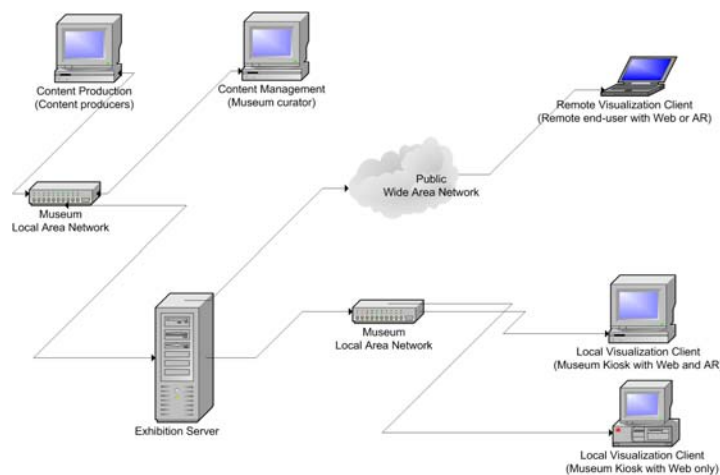 Content Production
(Content producers)
Content Management
(Museum curator)
Remote Visualization Client
(Remote end-user with Web or AR)
Public
Wide Area Network
Museum
Local Area Network
Museum
Local Area Network
Local Visualization Client
(Museum Kiosk with Web and AR
Exhibition Server
Local Visualization Client
(Museum Kiosk with Web only)